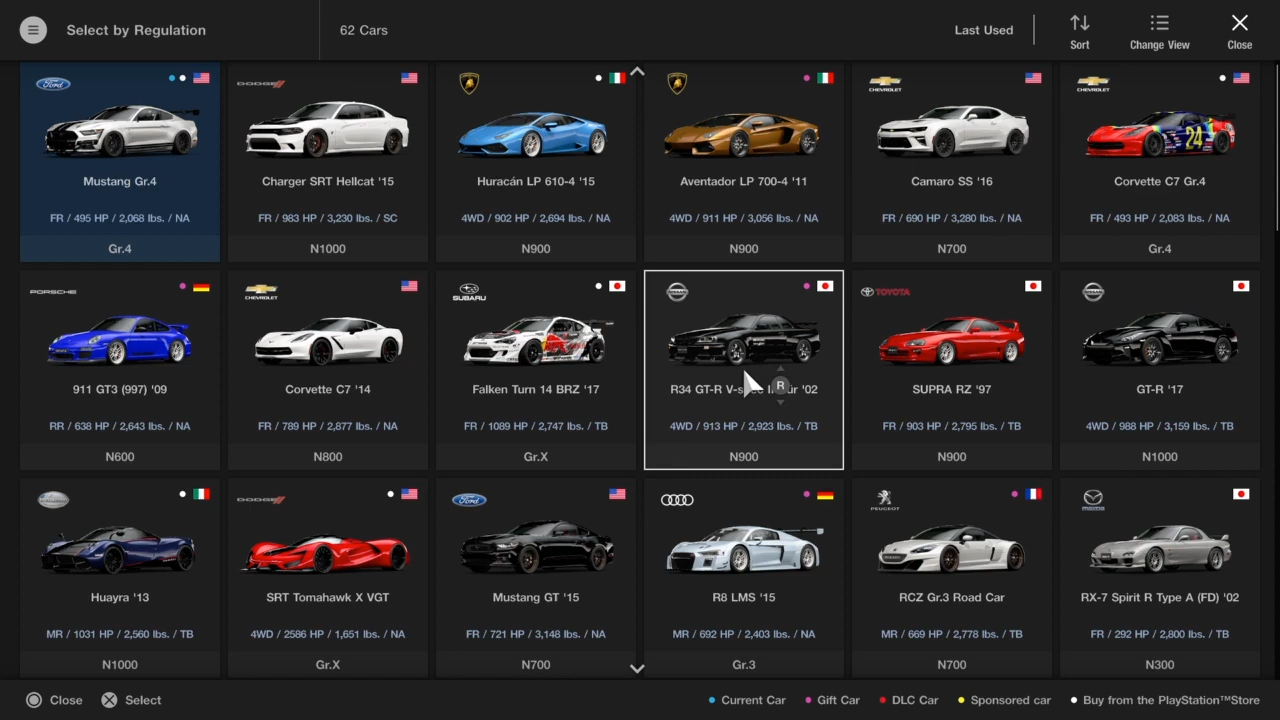 Select by Regulation
62 Cars
Last Used
Sort
Change View
Close
Ford
Mustang Gr.4
FR / 495 HP / 2,068 lbs. / NA
Gr.4
DODGE
Charger SRT Hellcat '15
FR / 983 HP / 3,230 lbs. / SC
N1000
Huracán LP 610-4 '15
4WD / 902 HP / 2,694 lbs. / NA
N900
Aventador LP 700-4 '11
4WD / 911 HP / 3,056 lbs. / NA
N900
CHEVROLET
Camaro SS '16
FR / 690 HP / 3,280 lbs. / NA
N700
CHEVROLET
24
Corvette C7 Gr.4
FR / 493 HP / 2,083 lbs. / NA
Gr.4
PORSCHE
911 GT3 (997) '09
RR / 638 HP / 2,643 lbs. / NA
N600
CHEVROLET
Corvette C7 '14
FR / 789 HP / 2,877 lbs. / NA
N800
SUBARU
Falken Turn 14 BRZ '17
FR / 1089 HP / 2,747 lbs. / TB
Gr.X
R34 GT-R '02
R
4WD / 913 HP / 2,923 lbs. / TB
N900
TOYOTA
SUPRA RZ '97
FR / 903 HP / 2,795 lbs. / TB
N900
GT-R '17
4WD / 988 HP / 3,159 lbs. / TB
N1000
Huayra '13
MR / 1031 HP / 2,560 lbs. / TB
N1000
DODGE
SRT Tomahawk X VGT
4WD / 2586 HP / 1,651 lbs. / NA
Gr.X
Ford
Mustang GT '15
FR / 721 HP / 3,148 lbs. / NA
N700
R8 LMS '15
MR / 692 HP / 2,403 lbs. / NA
Gr.3
PEUGEOT
RCZ Gr.3 Road Car
MR / 669 HP / 2,778 lbs. / TB
N700
mazda
RX-7 Spirit R Type A (FD) '02
FR / 292 HP / 2,800 lbs. / TB
N300
Close
Select
Current Car
Gift Car
DLC Car
Sponsored car
Buy from the PlayStation™Store